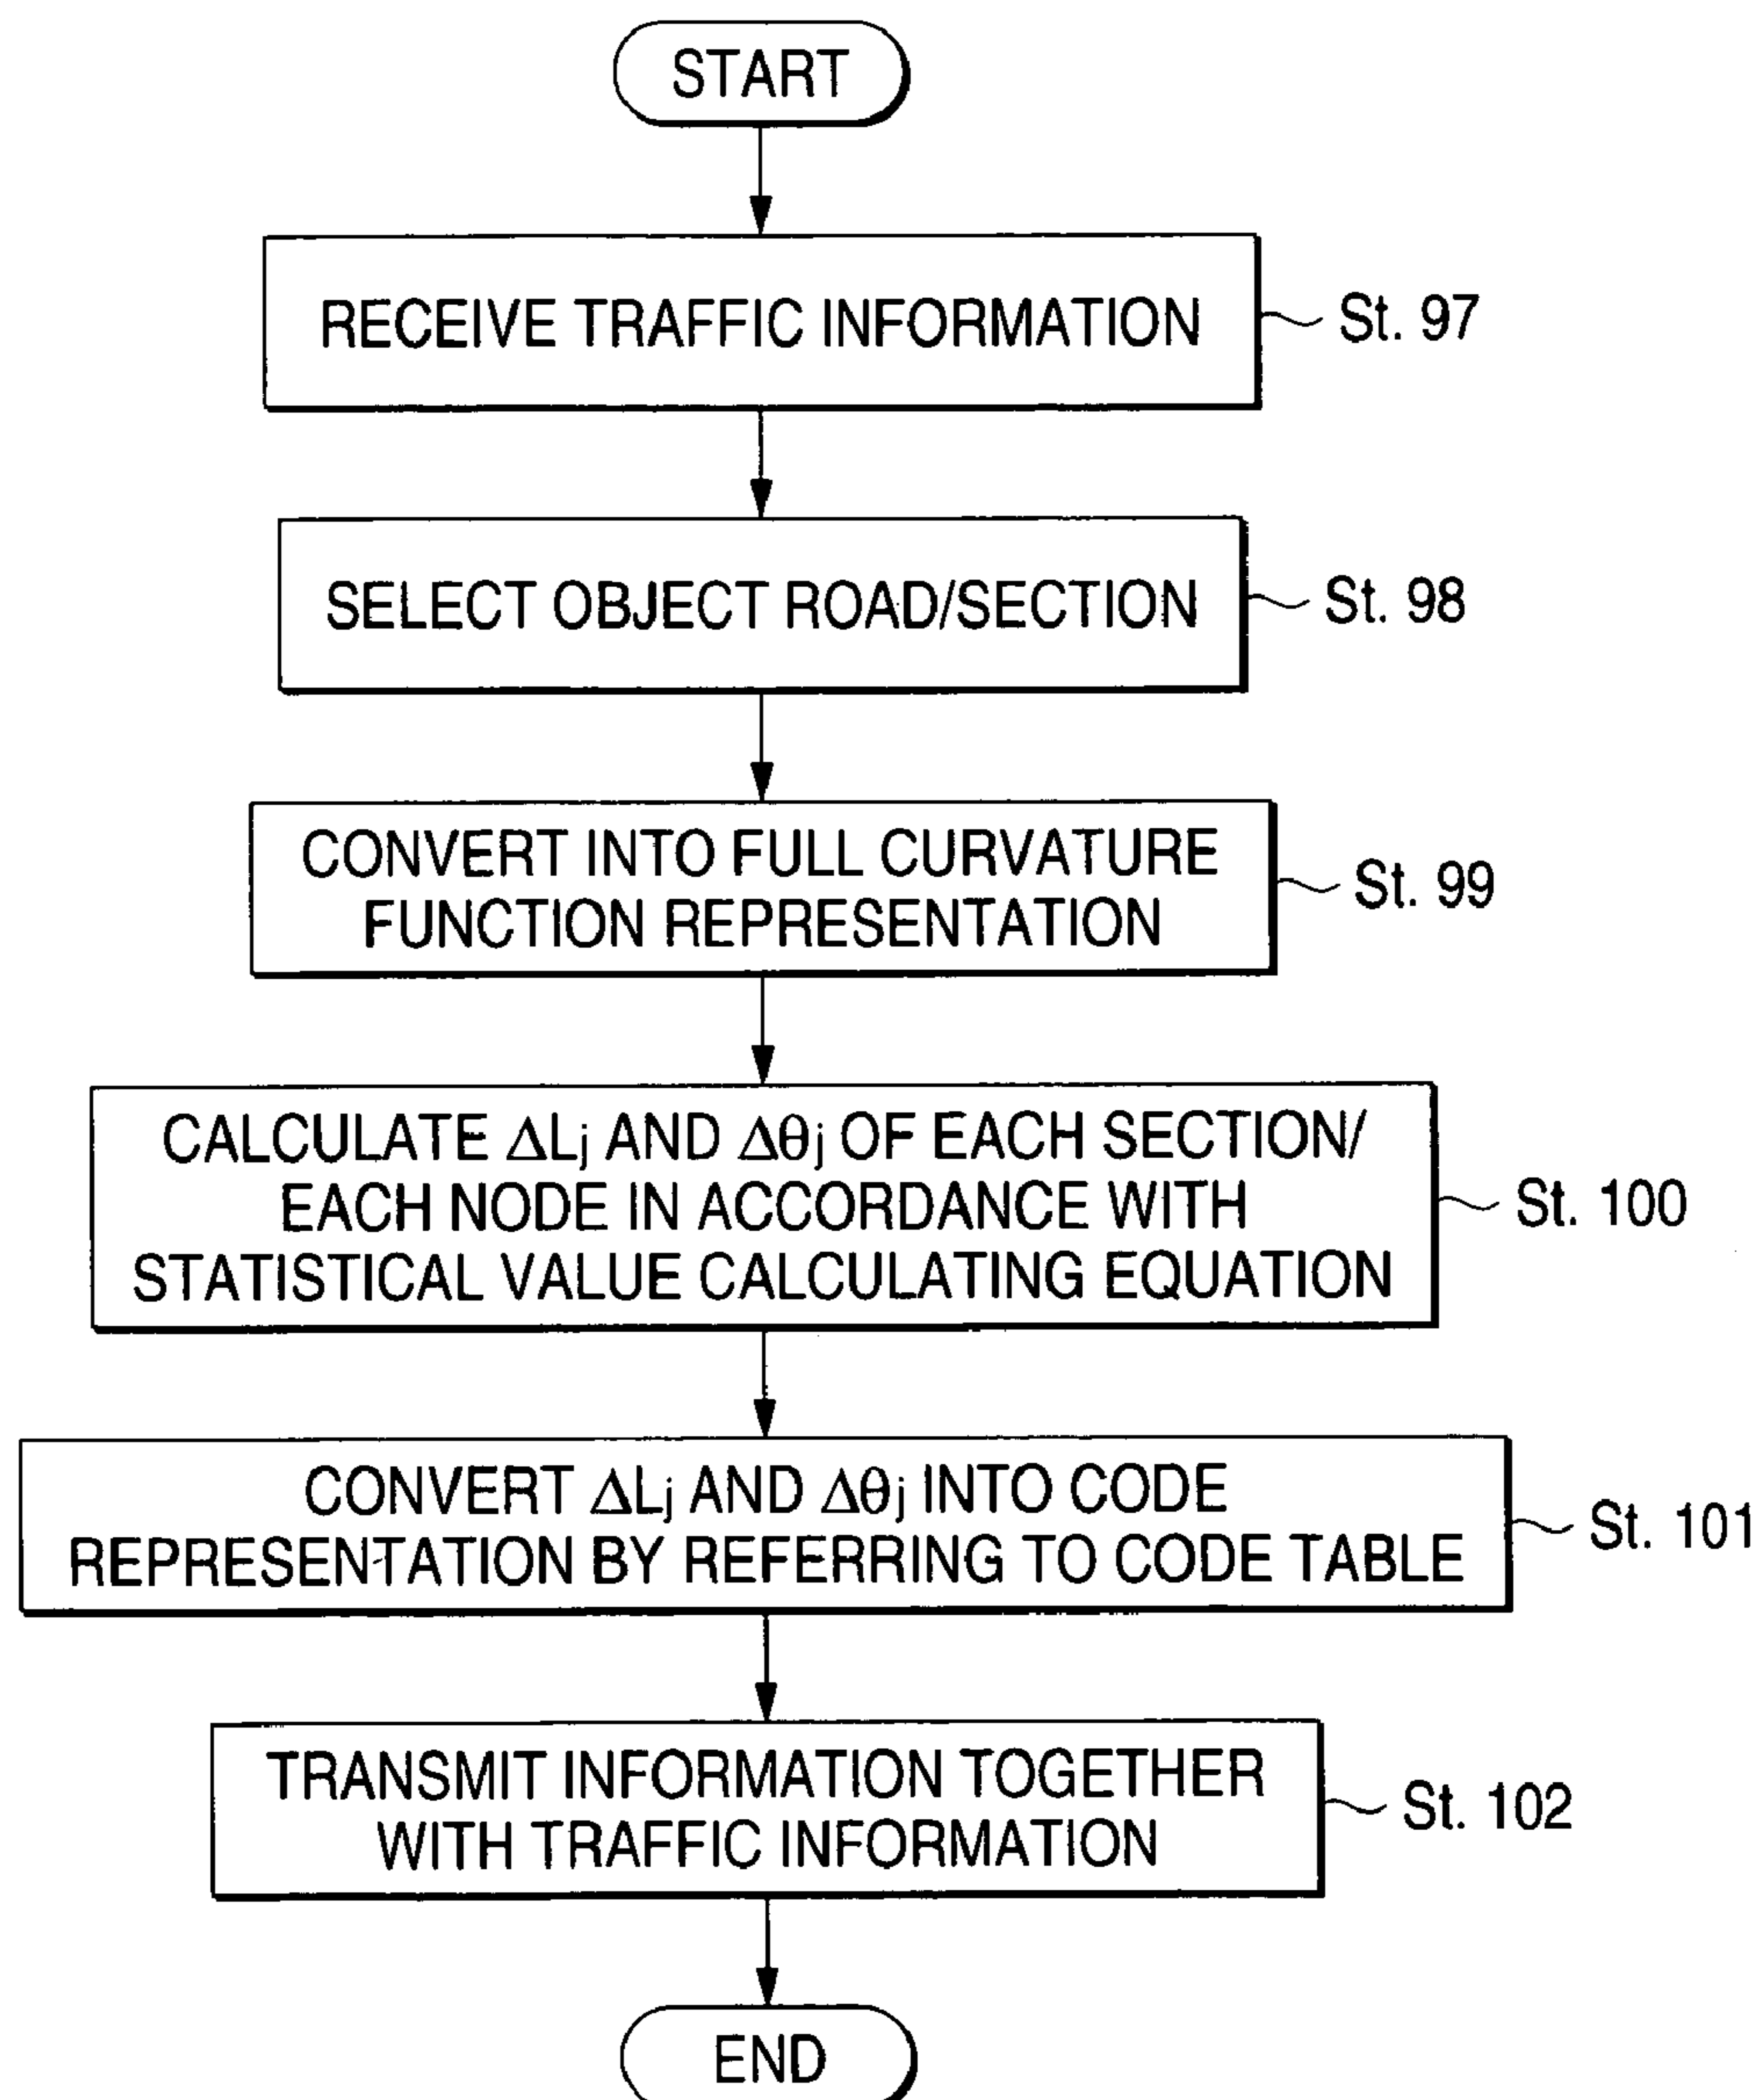 START
RECEIVE TRAFFIC INFORMATION
St. 97
SELECT OBJECT ROAD/SECTION
St. 98
CONVERT INTO FULL CURVATURE
FUNCTION REPRESENTATION
St. 99
CALCULATE ΔLj AND Δθj OF EACH SECTION/
EACH NODE IN ACCORDANCE WITH
STATISTICAL VALUE CALCULATING EQUATION
St. 100
CONVERT ΔLj AND Δθj INTO CODE
REPRESENTATION BY REFERRING TO CODE TABLE
St. 101
TRANSMIT INFORMATION TOGETHER
WITH TRAFFIC INFORMATION
St. 102
END